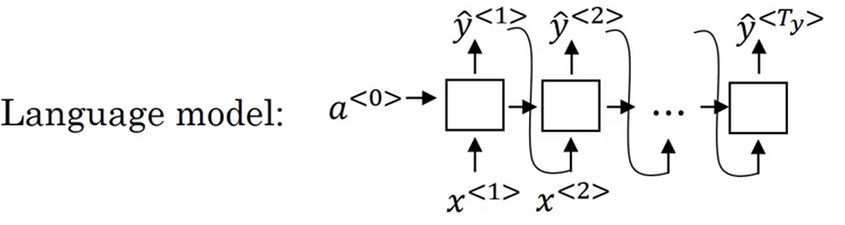 ŷ<1> ŷ<2> ŷ<Ty>
Language model: a<0> ...
x<1> x<2>